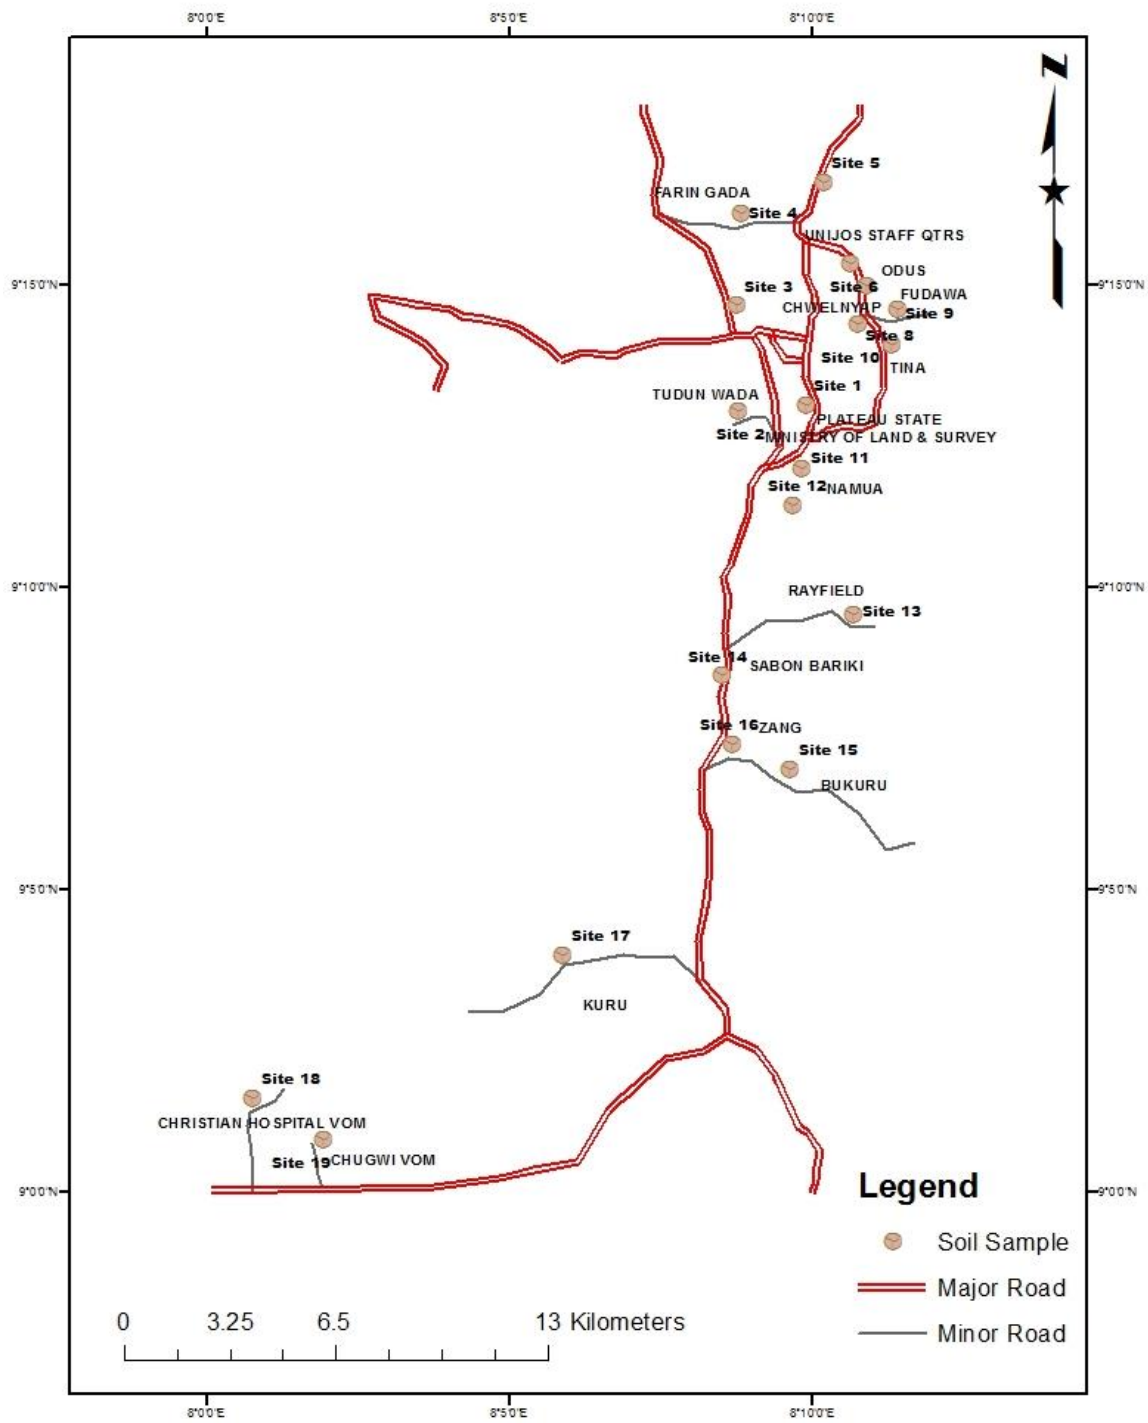 8°0'0"E 8°5'0"E 8°10'0"E
N
Site 5
FARIN GADA
Site 4
UNIJOS STAFF QTRS
ODUS
9°15'0"N 9°15'0"N
Site 3
Site 6
FUDAWA
CHWELNYAP
Site 9
Site 8
Site 10
TINA
Site 1
TUDUN WADA
PLATEAU STATE
Site 2
MINISTRY OF LAND & SURVEY
Site 11
Site 12
NAMUA
9°10'0"N 9°10'0"N
RAYFIELD
Site 13
Site 14
SABON BARIKI
Site 16
ZANG
Site 15
BUKURU
9°5'0"N 9°5'0"N
Site 17
KURU
Site 18
CHRISTIAN HOSPITAL VOM
Site 19
CHUGWI VOM
9°0'0"N 9°0'0"N
Legend
Soil Sample
Major Road
Minor Road
0 3.25 6.5 13 Kilometers
8°0'0"E 8°5'0"E 8°10'0"E